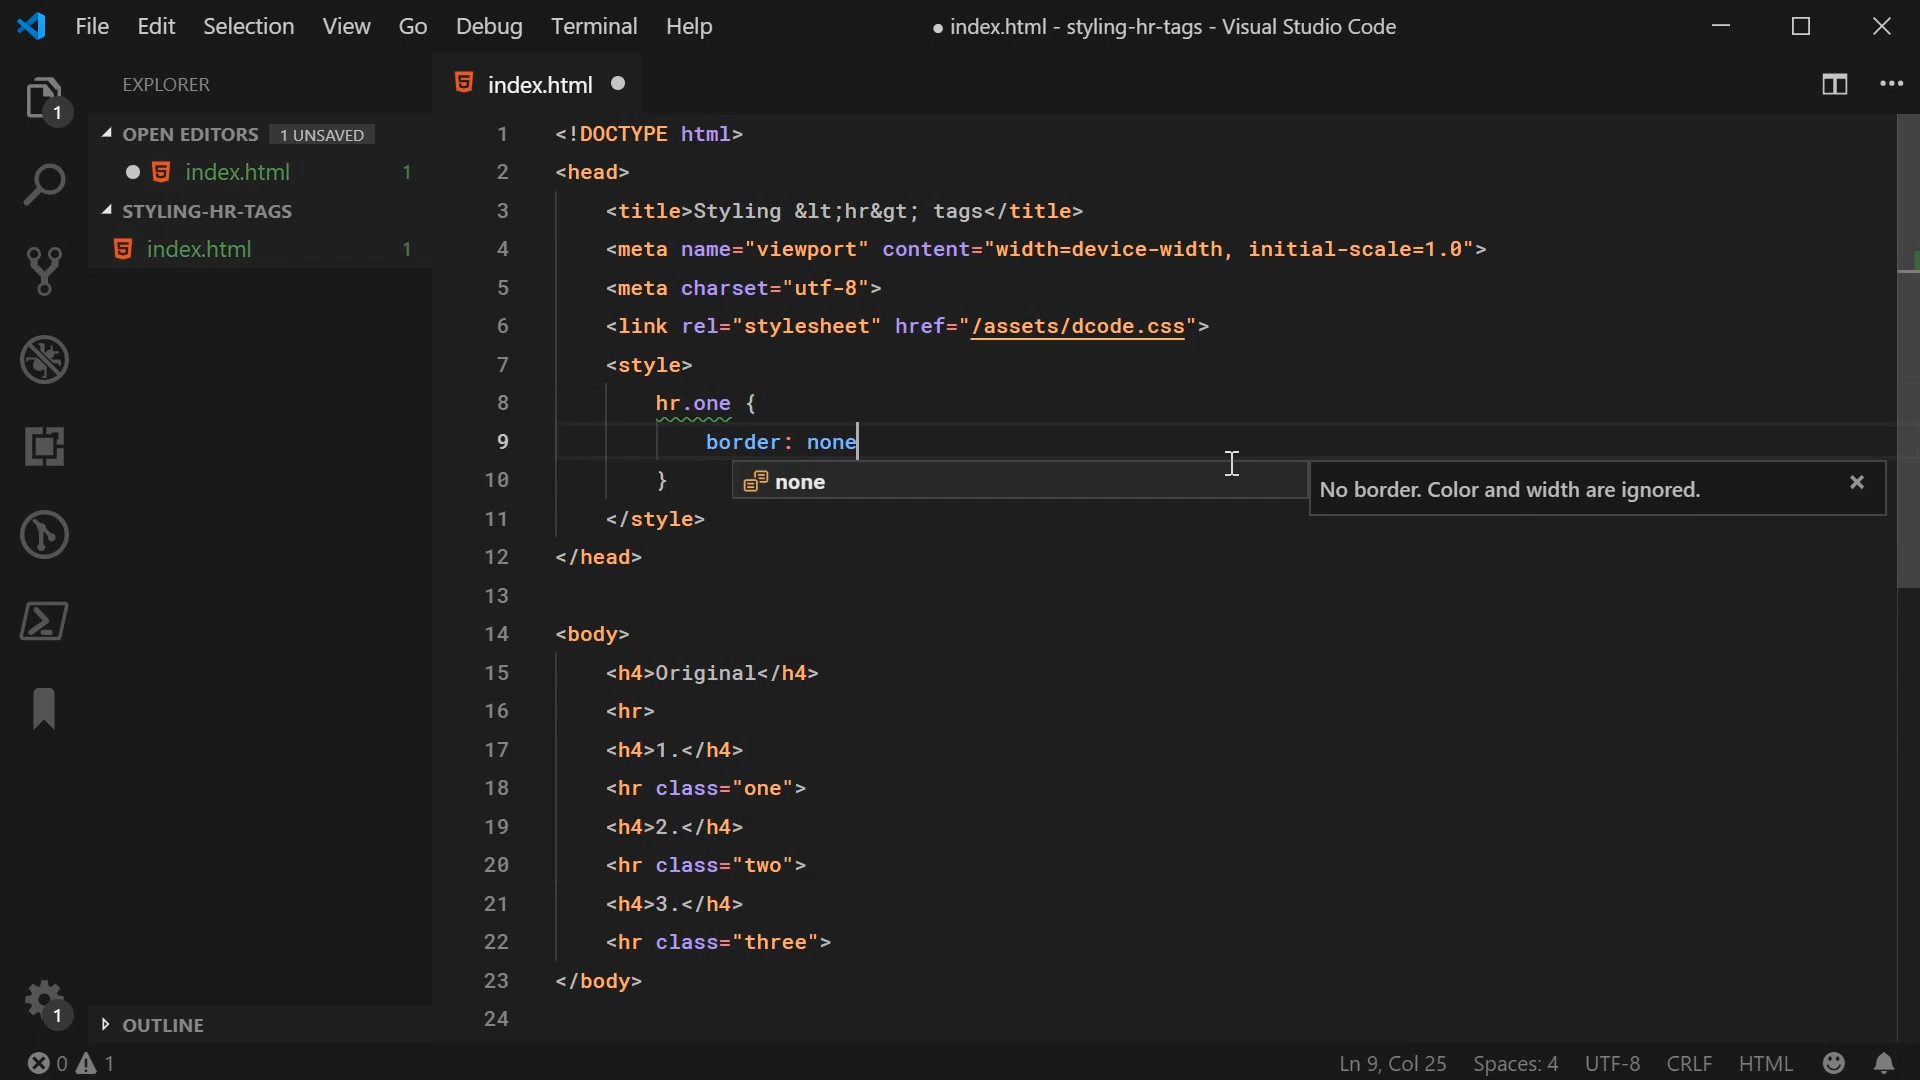 File Edit Selection View Go Debug Terminal Help
● index.html - styling-hr-tags - Visual Studio Code
EXPLORER
1
OPEN EDITORS 1 UNSAVED
index.html 1
STYLING-HR-TAGS
index.html 1
index.html
1 <!DOCTYPE html>
2 <head>
3 <title>Styling &lt;hr&gt; tags</title>
4 <meta name="viewport" content="width=device-width, initial-scale=1.0">
5 <meta charset="utf-8">
6 <link rel="stylesheet" href="/assets/dcode.css">
7 <style>
8 hr.one {
9 border: none
10 }
none
No border. Color and width are ignored.
11 </style>
12 </head>
13
14 <body>
15 <h4>Original</h4>
16 <hr>
17 <h4>1.</h4>
18 <hr class="one">
19 <h4>2.</h4>
20 <hr class="two">
21 <h4>3.</h4>
22 <hr class="three">
23 </body>
24
1
OUTLINE
0 1
Ln 9, Col 25 Spaces: 4 UTF-8 CRLF HTML